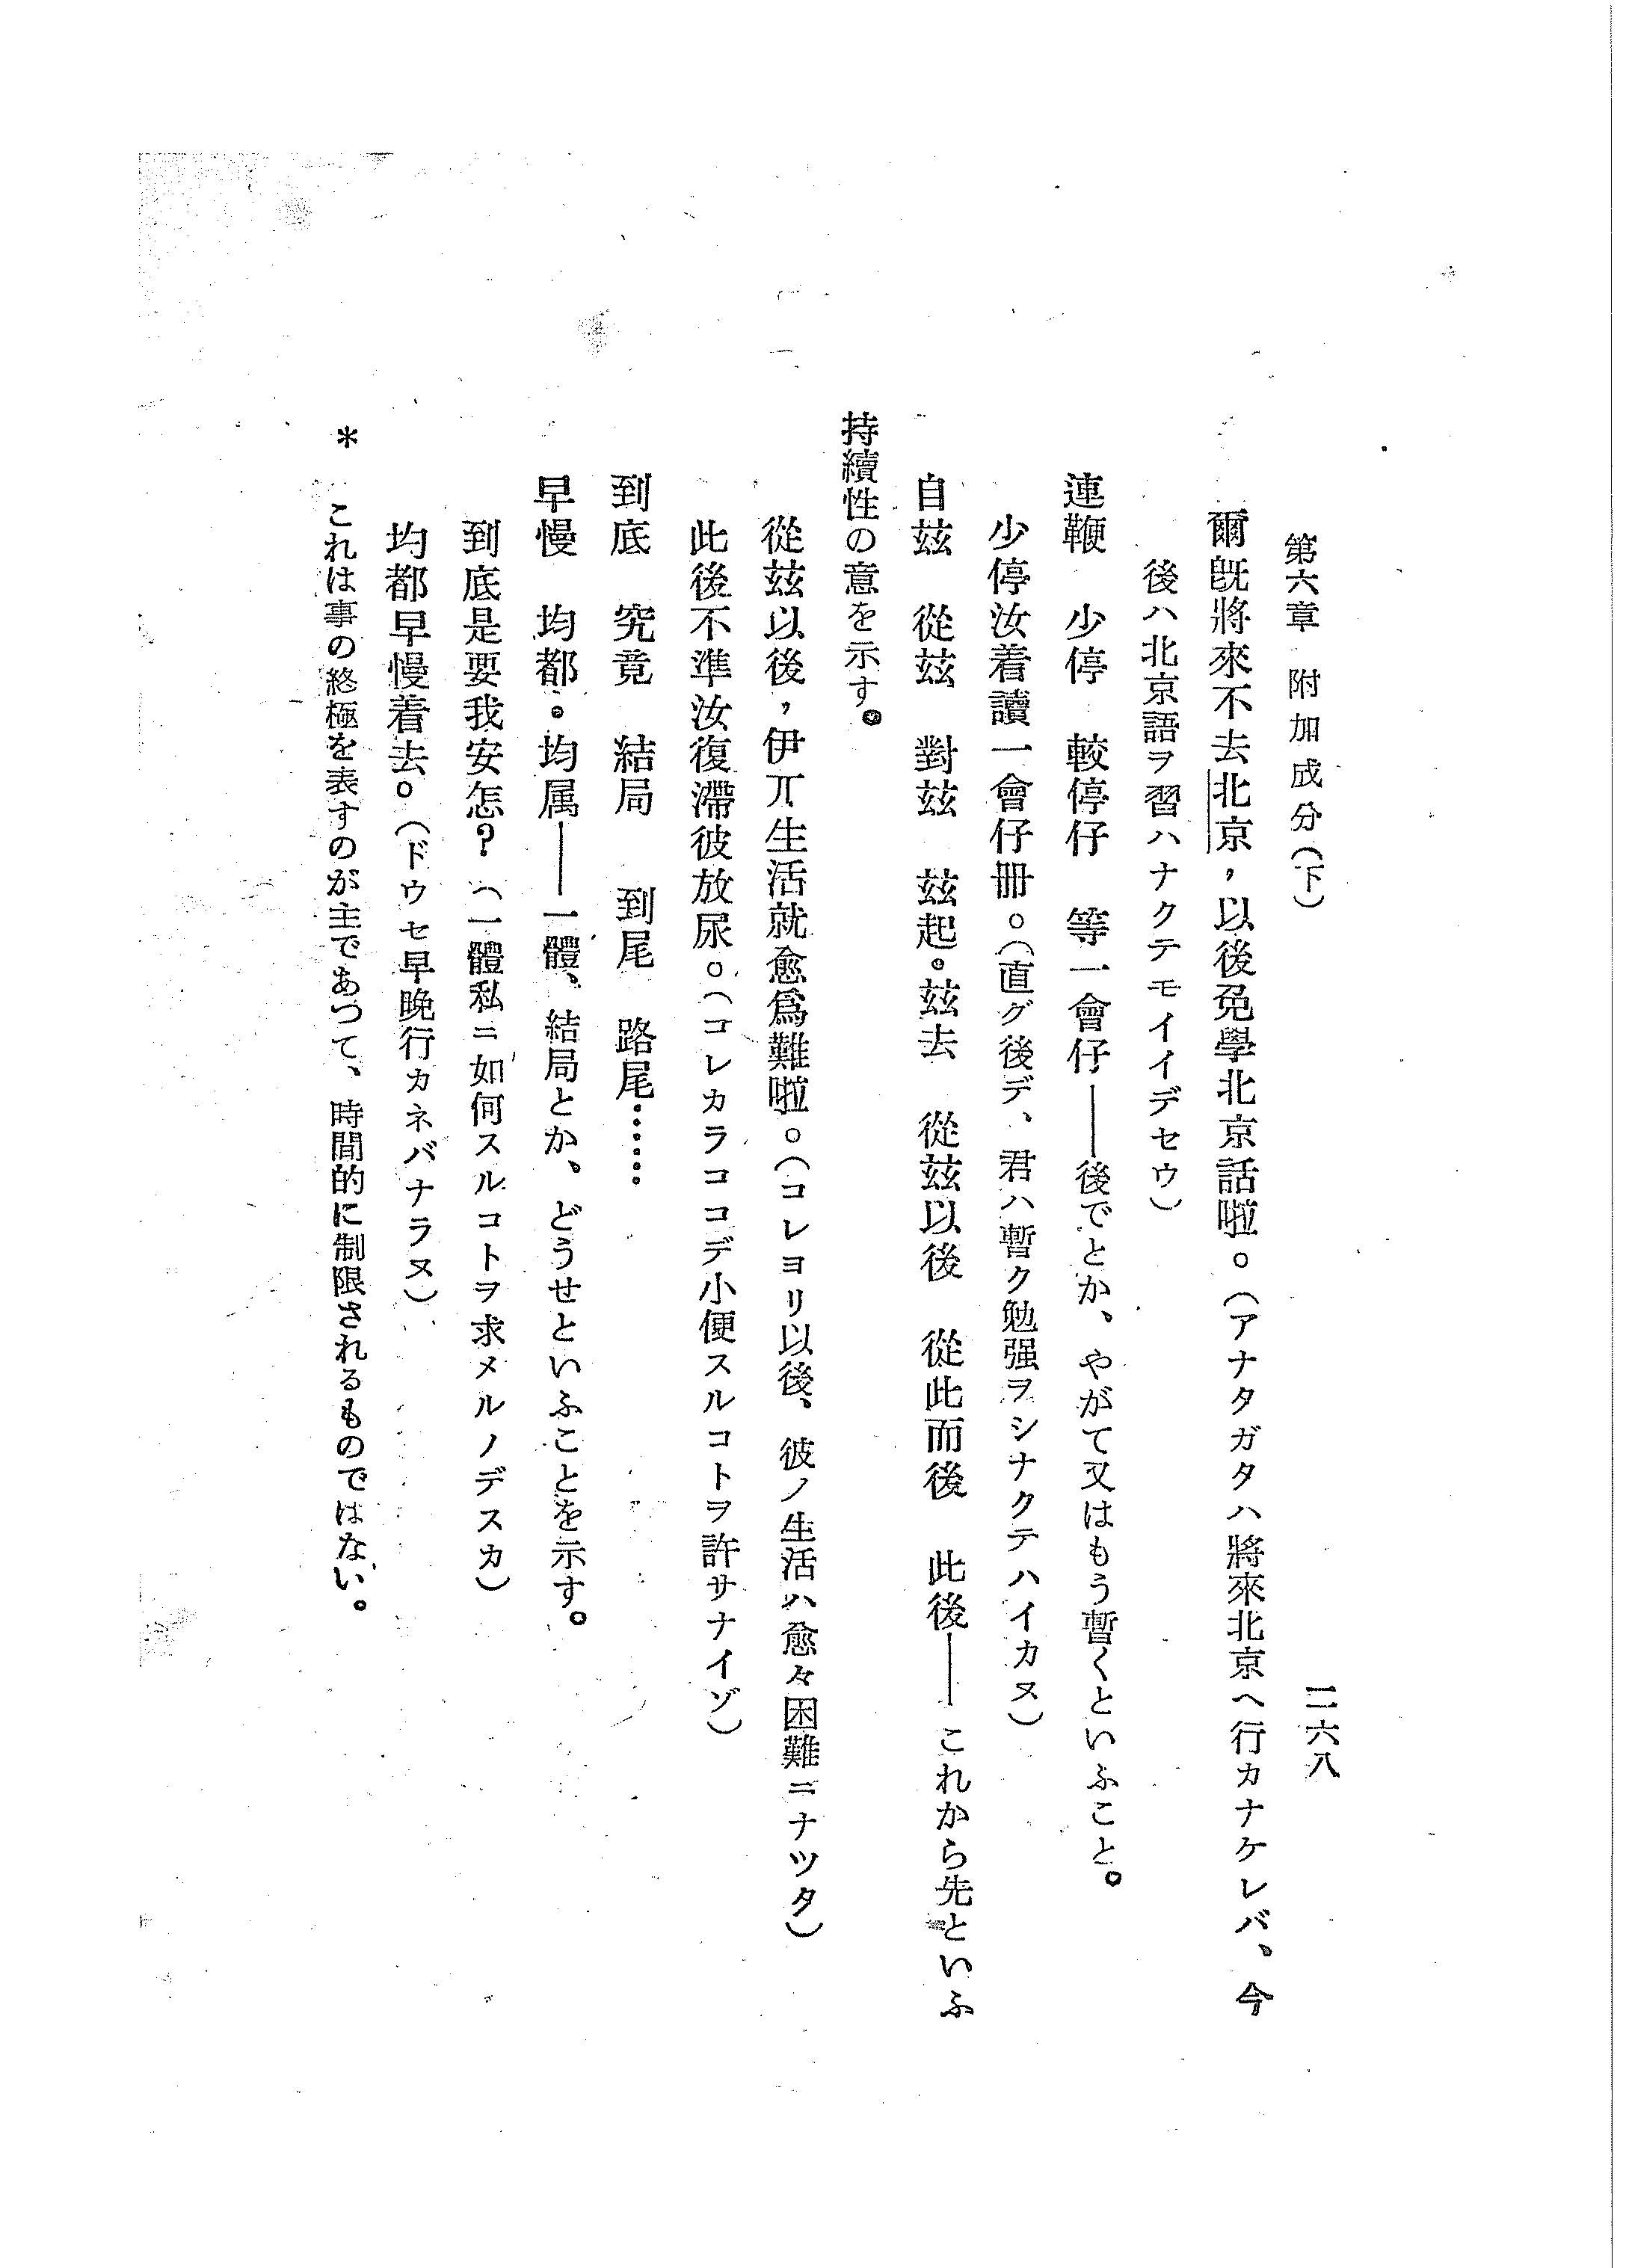 第六章 附加成分（下）
二六八
爾旣將來不去北京，以後免學北京話啦。（アナタガタハ將來北京ヘ行カナケレバ、今
後ハ北京語ヲ習ハナクテモイイデセウ）
連鞭 少停 較停仔 等一會仔――後でとか、やがて又はもう暫くといふこと。
少停汝着讀一會仔冊。（直グ後デ、君ハ暫ク勉强ヲシナクテハイカヌ）
自玆 從玆 對玆 玆起。玆去 從玆以後 從此而後 此後――これから先といふ
持續性の意を示す。
從玆以後，伊丌生活就愈爲難啦。（コレヨリ以後、彼ノ生活ハ愈々困難ニナツタ）
此後不準汝復滯彼放尿。（コレカラココデ小便スルコトヲ許サナイゾ）
到底 究竟 結局 到尾 路尾……
早慢 均都．均属――一體、結局とか、どうせといふことを示す。
到底是要我安怎？（一體私ニ如何スルコトヲ求メルノデスカ）
均都早慢着去。（ドウセ早晩行カネバナラヌ）
＊ これは事の終極を表すのが主であつて、時間的に制限されるものではない。